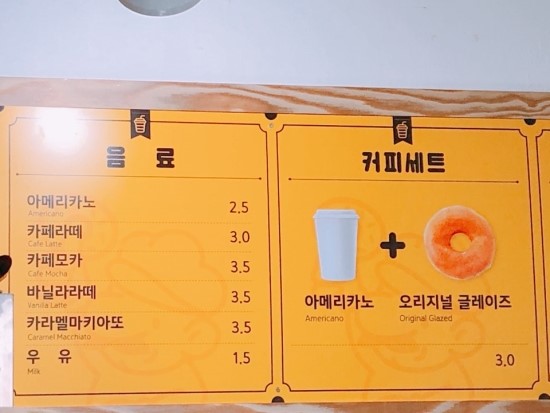 음 료
아메리카노 2,5
Americano
카페라떼 3,0
Cafe Latte
카페모카 3,5
Cafe Mocha
바닐라라떼 3,5
Vanilla Latte
카라멜마키아또 3,5
Caramel Macchiato
우 유 1,5
Milk
커피세트
+
아메리카노 오리지널 글레이즈
Americano Original Glazed
3,0